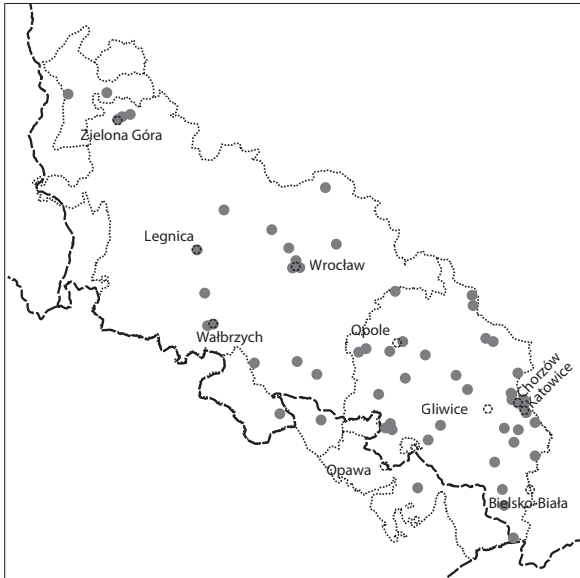 Zielona Góra
Legnica
Wrocław
Wałbrzych
Opole
Chorzów
Katowice
Gliwice
Opawa
Bielsko-Biała